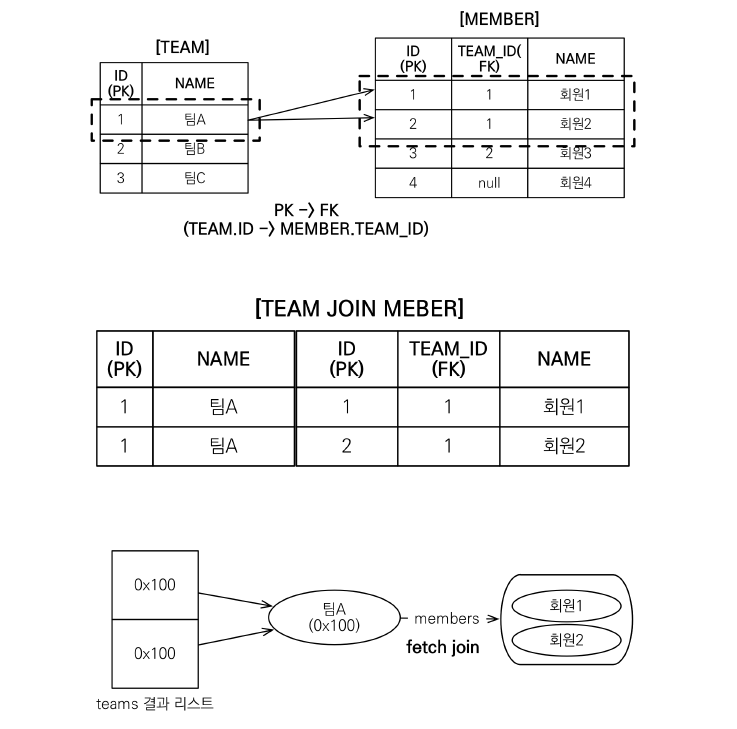 [TEAM]
ID
(PK)
NAME
1
팀A
2
팀B
3
팀C
[MEMBER]
ID
(PK)
TEAM_ID(
FK)
NAME
1
1
회원1
2
1
회원2
3
2
회원3
4
null
회원4
PK -> FK
(TEAM.ID -> MEMBER.TEAM_ID)
[TEAM JOIN MEBER]
ID
(PK)
NAME
ID
(PK)
TEAM_ID
(FK)
NAME
1
팀A
1
1
회원1
1
팀A
2
1
회원2
0x100
0x100
teams 결과 리스트
팀A
(0x100)
members
fetch join
회원1
회원2